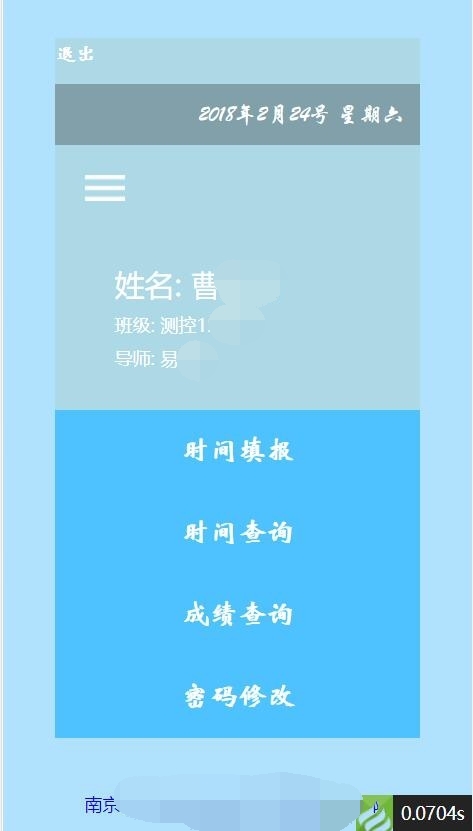 退出
2018年2月24号 星期六
姓名: 曹
班级: 测控1.
导师: 易
时间填报
时间查询
成绩查询
密码修改
南京
0.0704s